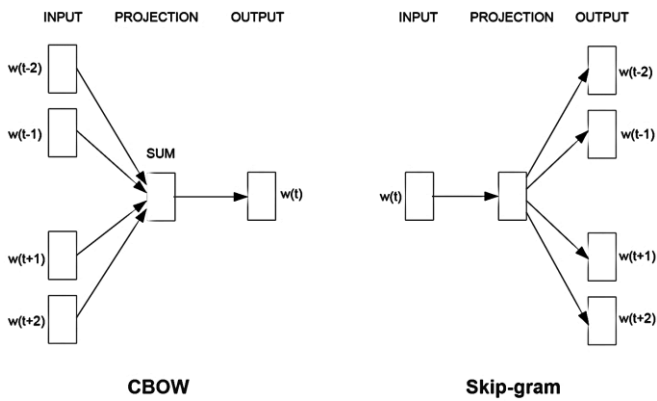 INPUT PROJECTION OUTPUT
w(t-2)
w(t-1)
SUM
w(t)
w(t+1)
w(t+2)
CBOW
INPUT PROJECTION OUTPUT
w(t-2)
w(t-1)
w(t)
w(t+1)
w(t+2)
Skip-gram